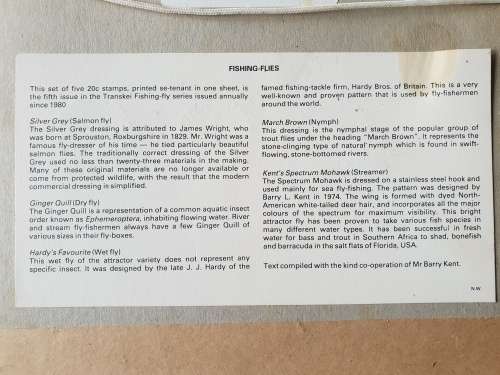 FISHING-FLIES
This set of five 20c stamps, printed se-tenant in one sheet, is
the fifth issue in the Transkei Fishing-fly series issued annually
since 1980
Silver Grey (Salmon fly)
The Silver Grey dressing is attributed to James Wright, who
was born at Sprouston, Roxburgshire in 1829. Mr. Wright was a
famous fly-dresser of his time — he tied particularly beautiful
salmon flies. The traditionally correct dressing of the Silver
Grey used no less than twenty-three materials in the making.
Many of these original materials are no longer available or
come from protected wildlife, with the result that the modern
commercial dressing is simplified.
Ginger Quill (Dry fly)
The Ginger Quill is a representation of a common aquatic insect
order known as Ephemeroptera, inhabiting flowing water. River
and stream fly-fishermen always have a few Ginger Quill of
various sizes in their fly-boxes.
Hardy's Favourite (Wet fly)
This wet fly of the attractor variety does not represent any
specific insect. It was designed by the late J. J. Hardy of the
famed fishing-tackle firm, Hardy Bros. of Britain. This is a very
well-known and proven pattern that is used by fly-fishermen
around the world.
March Brown (Nymph)
This dressing is the nymphal stage of the popular group of
trout flies under the heading "March Brown". It represents the
stone-clinging type of natural nymph which is found in swift-
flowing, stone-bottomed rivers.
Kent's Spectrum Mohawk (Streamer)
The Spectrum Mohawk is dressed on a stainless steel hook and
used mainly for sea fly-fishing. The pattern was designed by
Barry L. Kent in 1974. The wing is formed with dyed North-
American white-tailed deer hair, and incorporates all the major
colours of the spectrum for maximum visibility. This bright
attractor fly has been proven to take various fish species in
many different water types. It has been successful in fresh
water for bass and trout in Southern Africa to shad, bonefish
and barracuda in the salt flats of Florida, USA.
Text compiled with the kind co-operation of Mr Barry Kent.
N.W.